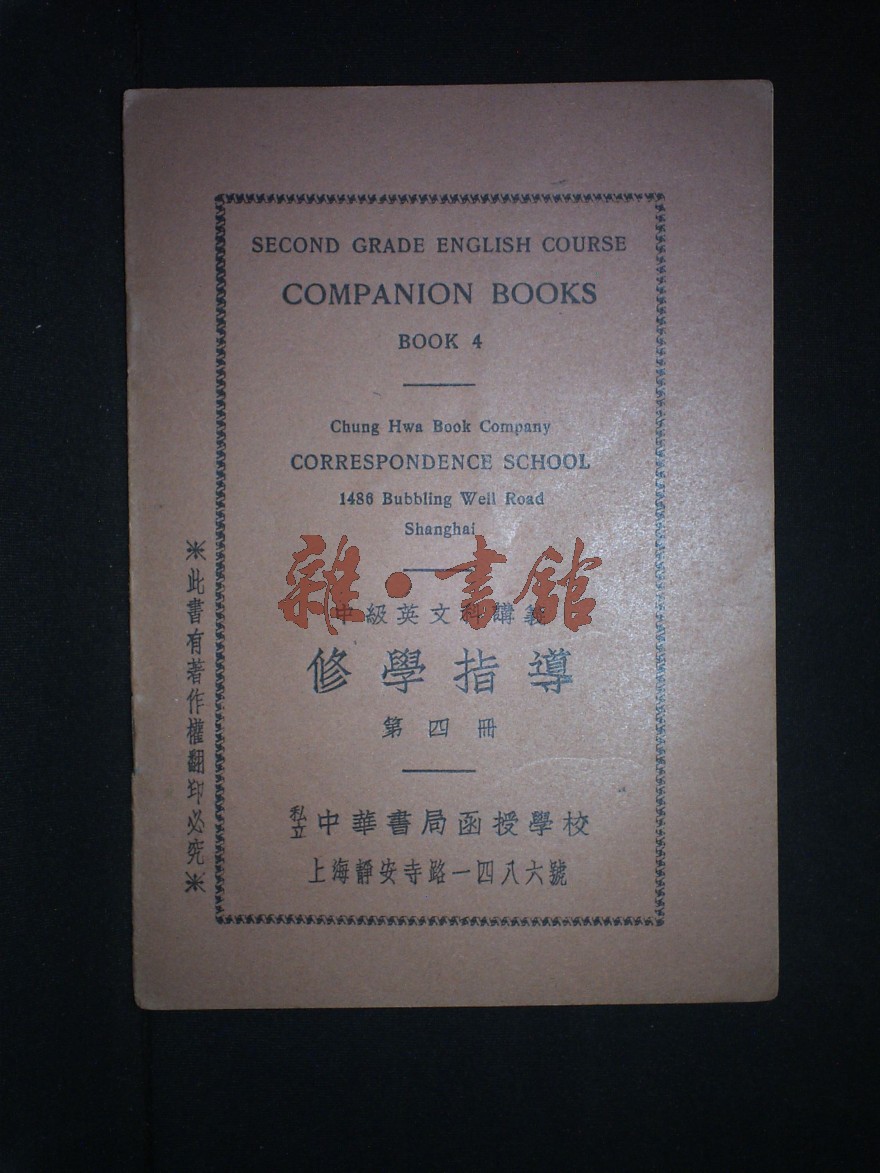 SECOND GRADE ENGLISH COURSE
COMPANION BOOKS
BOOK 4
Chung Hwa Book Company
CORRESPONDENCE SCHOOL
1486 Bubbling Well Road
Shanghai
雜·書館
中級英文科講義
修學指導
第四冊
私立中華書局函授學校
上海靜安寺路一四八六號
※此書有著作權翻印必究※